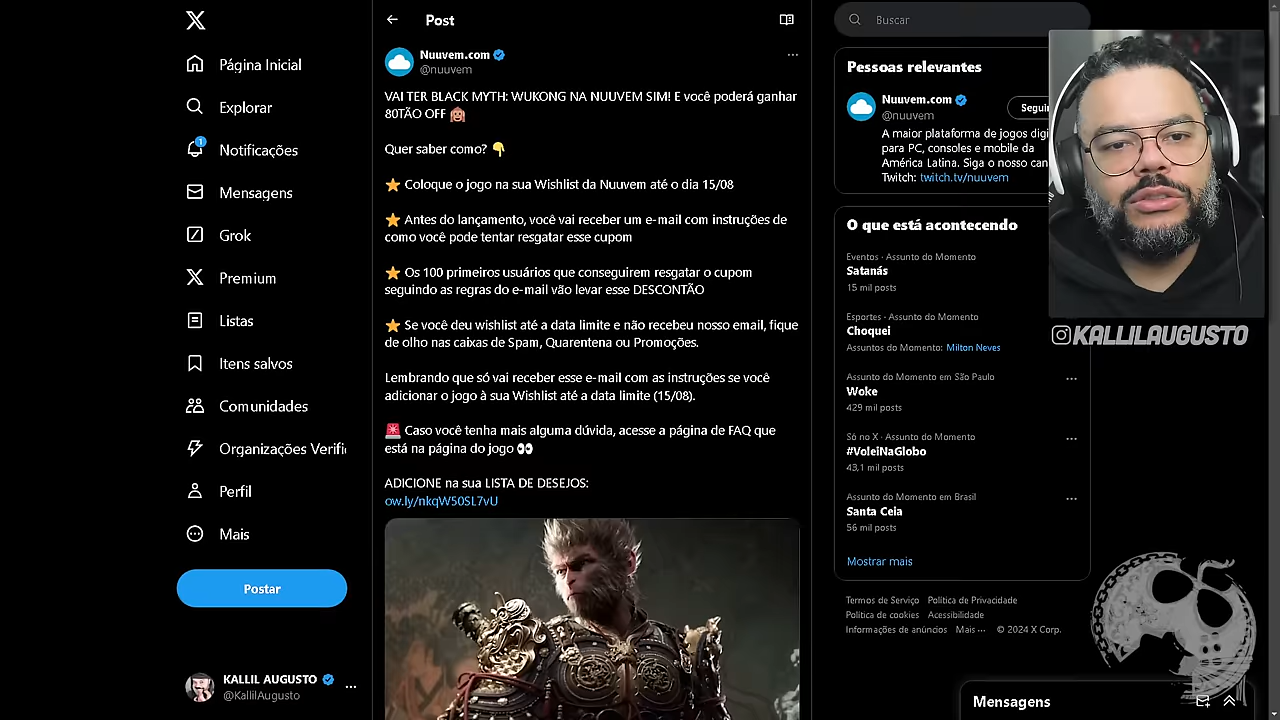 Página Inicial
Explorar
1
Notificações
Mensagens
Grok
Premium
Listas
Itens salvos
Comunidades
Organizações Verifi
Perfil
Mais
Postar
KALLIL AUGUSTO
@KallilAugusto
Post
Nuuvem.com
@nuuvem
VAI TER BLACK MYTH: WUKONG NA NUUVEM SIM! E você poderá ganhar
80TÃO OFF 🙉
Quer saber como? 👇
⭐ Coloque o jogo na sua Wishlist da Nuuvem até o dia 15/08
⭐ Antes do lançamento, você vai receber um e-mail com instruções de
como você pode tentar resgatar esse cupom
⭐ Os 100 primeiros usuários que conseguirem resgatar o cupom
seguindo as regras do e-mail vão levar esse DESCONTÃO
⭐ Se você deu wishlist até a data limite e não recebeu nosso email, fique
de olho nas caixas de Spam, Quarentena ou Promoções.
Lembrando que só vai receber esse e-mail com as instruções se você
adicionar o jogo à sua Wishlist até a data limite (15/08).
🚨 Caso você tenha mais alguma dúvida, acesse a página de FAQ que
está na página do jogo 👀
ADICIONE na sua LISTA DE DESEJOS:
ow.ly/nkqW50SL7vU
Buscar
Pessoas relevantes
Nuuvem.com
@nuuvem
Segui
A maior plataforma de jogos digi
para PC, consoles e mobile da
América Latina. Siga o nosso can
Twitch: twitch.tv/nuuvem
O que está acontecendo
Eventos · Assunto do Momento
Satanás
15 mil posts
Esportes · Assunto do Momento
Choquei
Assuntos do Momento: Milton Neves
Assunto do Momento em São Paulo
Woke
429 mil posts
Só no X · Assunto do Momento
#VoleiNaGlobo
43,1 mil posts
Assunto do Momento em Brasil
Santa Ceia
56 mil posts
Mostrar mais
Termos de Serviço Política de Privacidade
Política de cookies Acessibilidade
Informações de anúncios Mais ··· © 2024 X Corp.
KALLILAUGUSTO
Mensagens